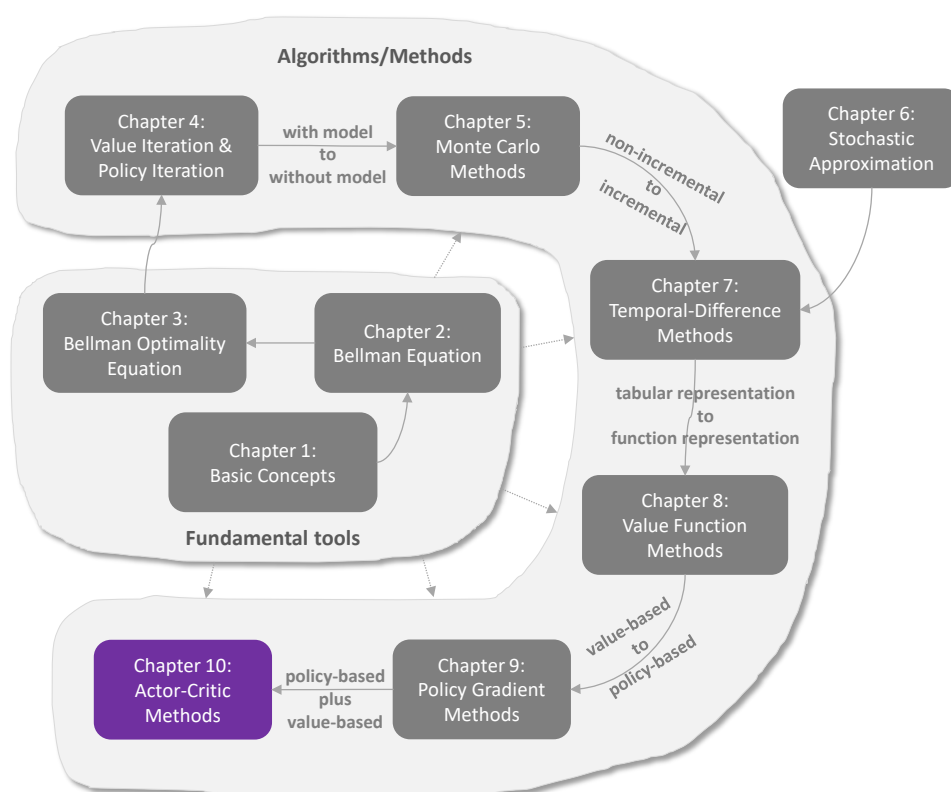 Algorithms/Methods
Chapter 4:
Value Iteration &
Policy Iteration
with model
to
without model
Chapter 5:
Monte Carlo
Methods
non-incremental
to
incremental
Chapter 6:
Stochastic
Approximation
Chapter 3:
Bellman Optimality
Equation
Chapter 2:
Bellman Equation
Chapter 7:
Temporal-Difference
Methods
tabular representation
to
function representation
Chapter 1:
Basic Concepts
Fundamental tools
Chapter 8:
Value Function
Methods
value-based
to
policy-based
Chapter 10:
Actor-Critic
Methods
policy-based
plus
value-based
Chapter 9:
Policy Gradient
Methods